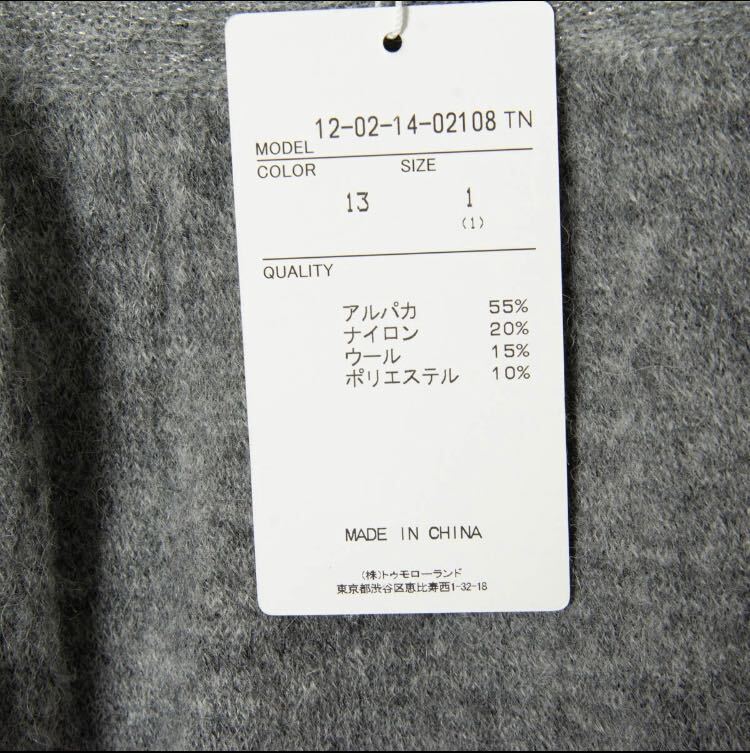 MODEL 12-02-14-02108 TN
COLOR SIZE
13 1
(1)
QUALITY
アルパカ 55%
ナイロン 20%
ウール 15%
ポリエステル 10%
MADE IN CHINA
(株)トゥモローランド
東京都渋谷区恵比寿西1-32-18